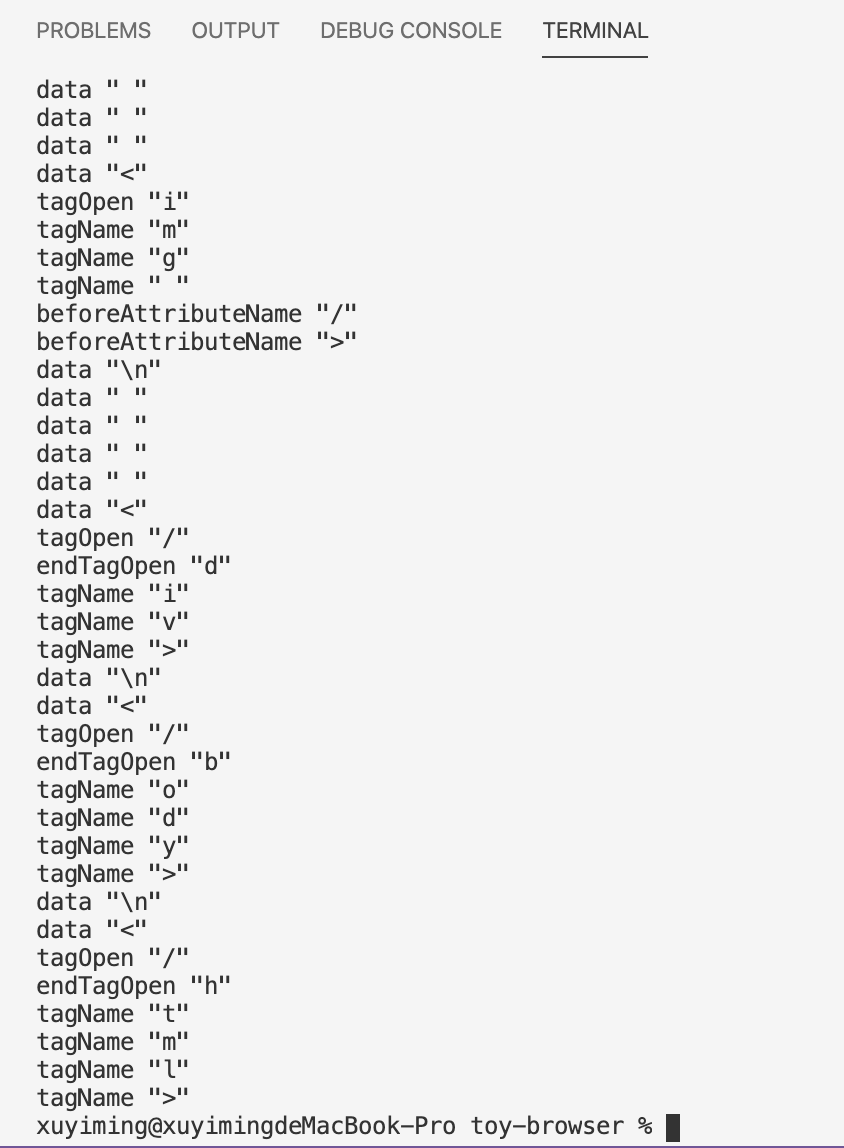 PROBLEMS OUTPUT DEBUG CONSOLE TERMINAL
data " "
data " "
data " "
data "<"
tagOpen "i"
tagName "m"
tagName "g"
tagName " "
beforeAttributeName "/"
beforeAttributeName ">"
data "\n"
data " "
data " "
data " "
data " "
data "<"
tagOpen "/"
endTagOpen "d"
tagName "i"
tagName "v"
tagName ">"
data "\n"
data "<"
tagOpen "/"
endTagOpen "b"
tagName "o"
tagName "d"
tagName "y"
tagName ">"
data "\n"
data "<"
tagOpen "/"
endTagOpen "h"
tagName "t"
tagName "m"
tagName "l"
tagName ">"
xuyiming@xuyimingdeMacBook-Pro toy-browser %